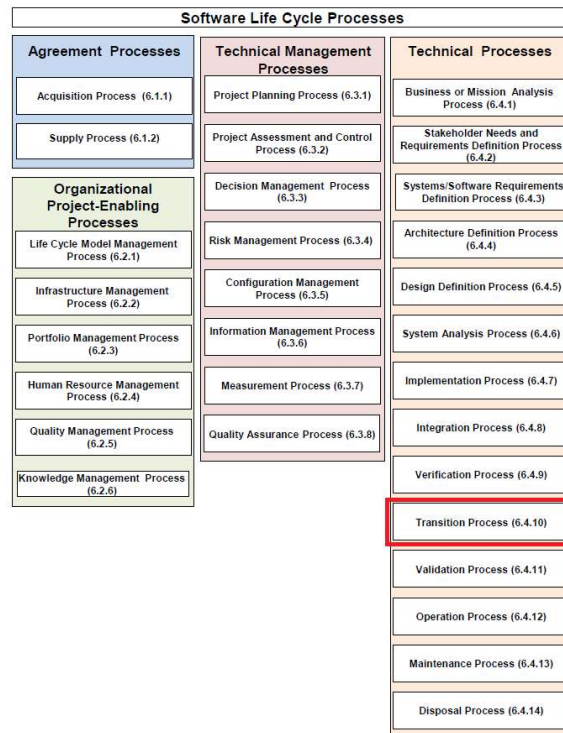 Software Life Cycle Processes
Agreement Processes
Acquisition Process (6.1.1)
Supply Process (6.1.2)
Organizational
Project-Enabling
Processes
Life Cycle Model Management
Process (6.2.1)
Infrastructure Management
Process (6.2.2)
Portfolio Management Process
(6.2.3)
Human Resource Management
Process (6.2.4)
Quality Management Process
(6.2.5)
Knowledge Management Process
(6.2.6)
Technical Management
Processes
Project Planning Process (6.3.1)
Project Assessment and Control
Process (6.3.2)
Decision Management Process
(6.3.3)
Risk Management Process (6.3.4)
Configuration Management
Process (6.3.5)
Information Management Process
(6.3.6)
Measurement Process (6.3.7)
Quality Assurance Process (6.3.8)
Technical Processes
Business or Mission Analysis
Process (6.4.1)
Stakeholder Needs and
Requirements Definition Process
(6.4.2)
Systems/Software Requirements
Definition Process (6.4.3)
Architecture Definition Process
(6.4.4)
Design Definition Process (6.4.5)
System Analysis Process (6.4.6)
Implementation Process (6.4.7)
Integration Process (6.4.8)
Verification Process (6.4.9)
Transition Process (6.4.10)
Validation Process (6.4.11)
Operation Process (6.4.12)
Maintenance Process (6.4.13)
Disposal Process (6.4.14)